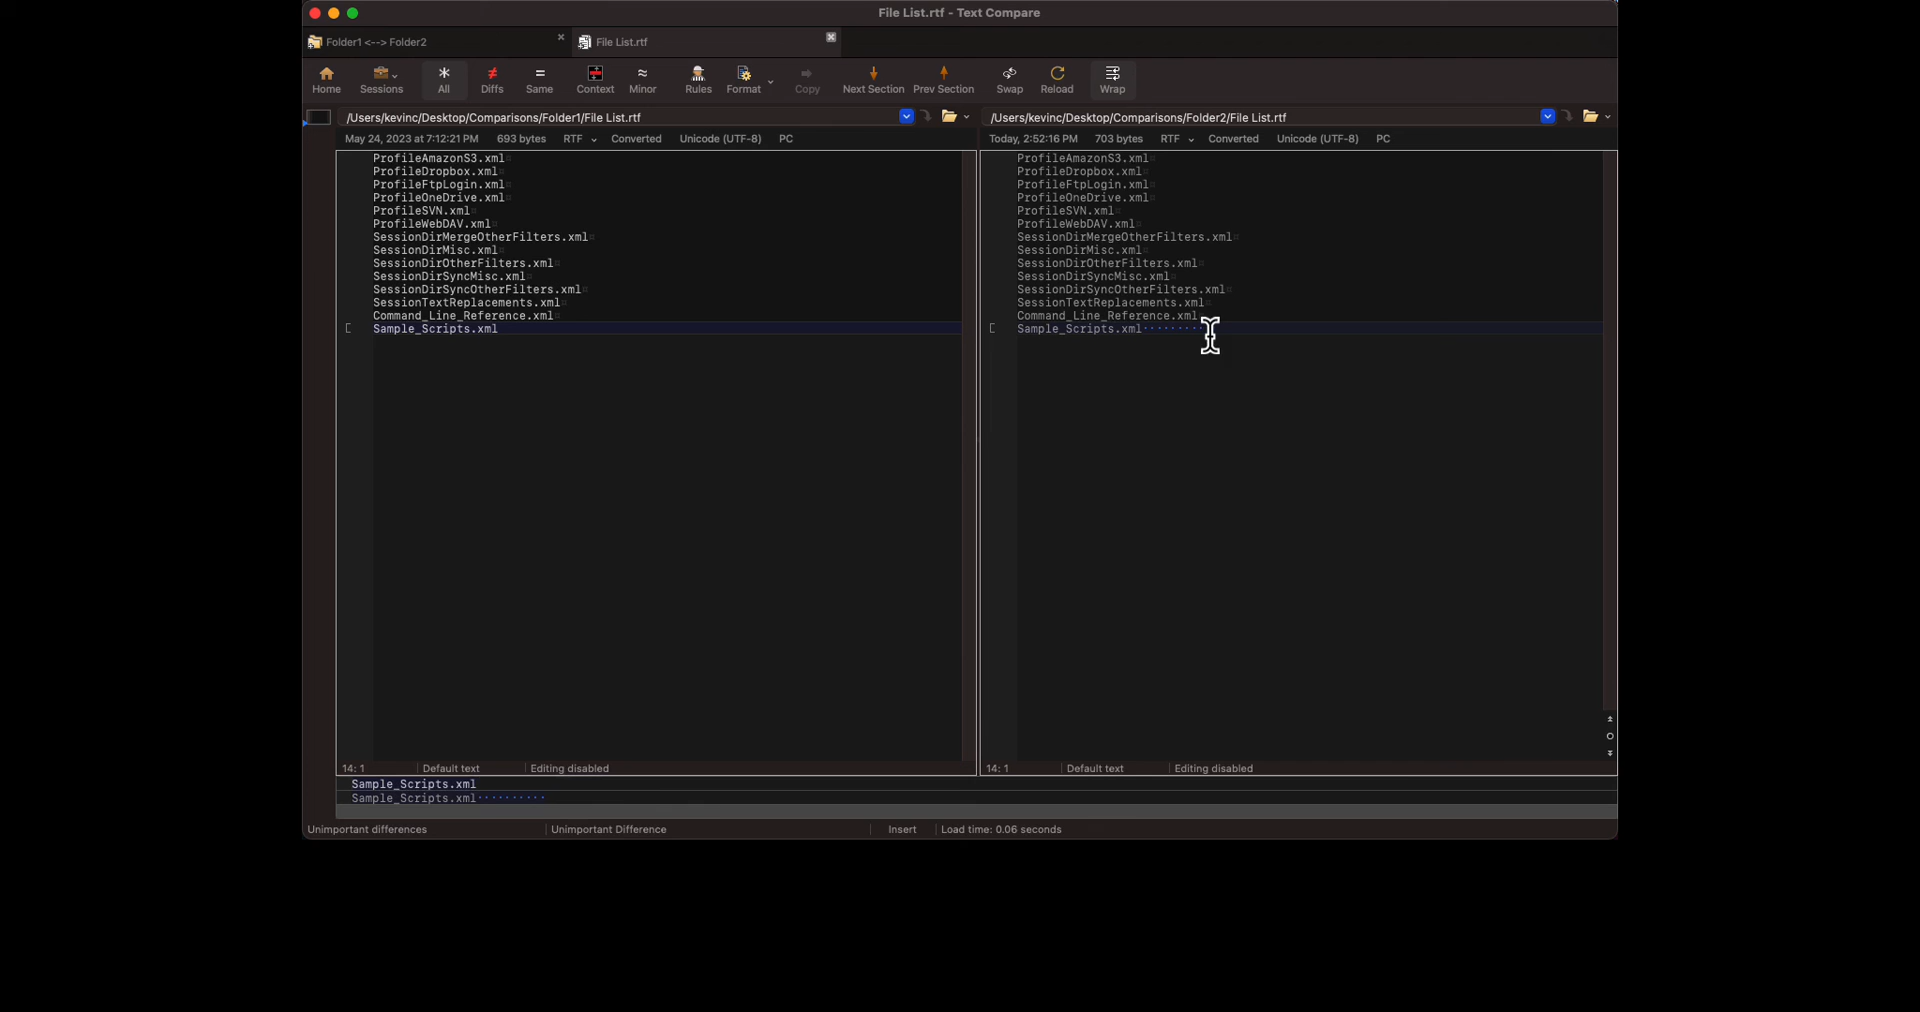 File List.rtf - Text Compare
Folder1 <--> Folder2
File List.rtf
Home Sessions All Diffs Same Context Minor Rules Format Copy Next Section Prev Section Swap Reload Wrap
/Users/kevinc/Desktop/Comparisons/Folder1/File List.rtf
May 24, 2023 at 7:12:21 PM 693 bytes RTF Converted Unicode (UTF-8) PC
ProfileAmazonS3.xml
ProfileDropbox.xml
ProfileFtpLogin.xml
ProfileOneDrive.xml
ProfileSVN.xml
ProfileWebDAV.xml
SessionDirMergeOtherFilters.xml
SessionDirMisc.xml
SessionDirOtherFilters.xml
SessionDirSyncMisc.xml
SessionDirSyncOtherFilters.xml
SessionTextReplacements.xml
Command_Line_Reference.xml
Sample_Scripts.xml
14: 1 Default text Editing disabled
/Users/kevinc/Desktop/Comparisons/Folder2/File List.rtf
Today, 2:52:16 PM 703 bytes RTF Converted Unicode (UTF-8) PC
ProfileAmazonS3.xml
ProfileDropbox.xml
ProfileFtpLogin.xml
ProfileOneDrive.xml
ProfileSVN.xml
ProfileWebDAV.xml
SessionDirMergeOtherFilters.xml
SessionDirMisc.xml
SessionDirOtherFilters.xml
SessionDirSyncMisc.xml
SessionDirSyncOtherFilters.xml
SessionTextReplacements.xml
Command_Line_Reference.xml
Sample_Scripts.xml
14: 1 Default text Editing disabled
Sample_Scripts.xml
Sample_Scripts.xml
Unimportant differences Unimportant Difference Insert Load time: 0.06 seconds